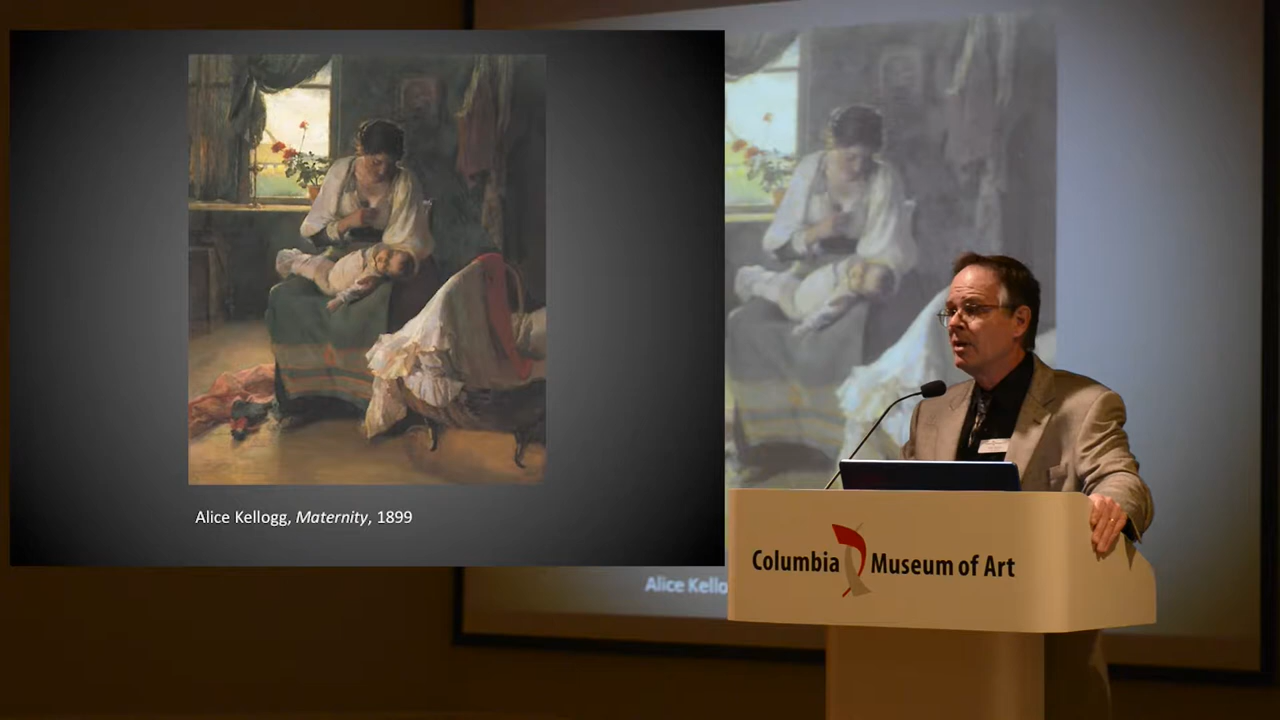 Alice Kellogg, Maternity, 1899
Alice Kello
Columbia Museum of Art